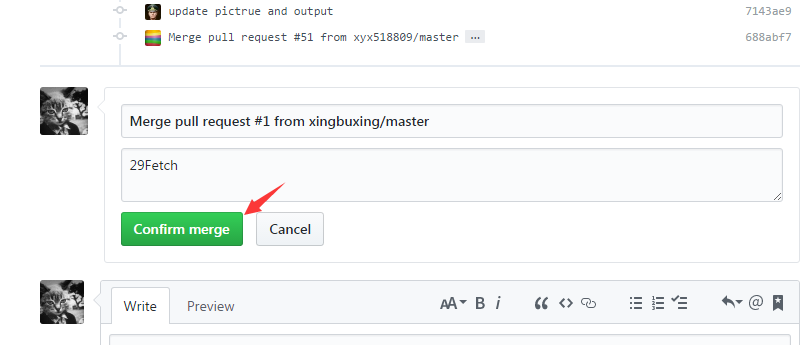 update pictrue and output 7143ae9
Merge pull request #51 from xyx518809/master … 688abf7
Merge pull request #1 from xingbuxing/master
29Fetch
Confirm merge Cancel
Write Preview AA B i “ <> @